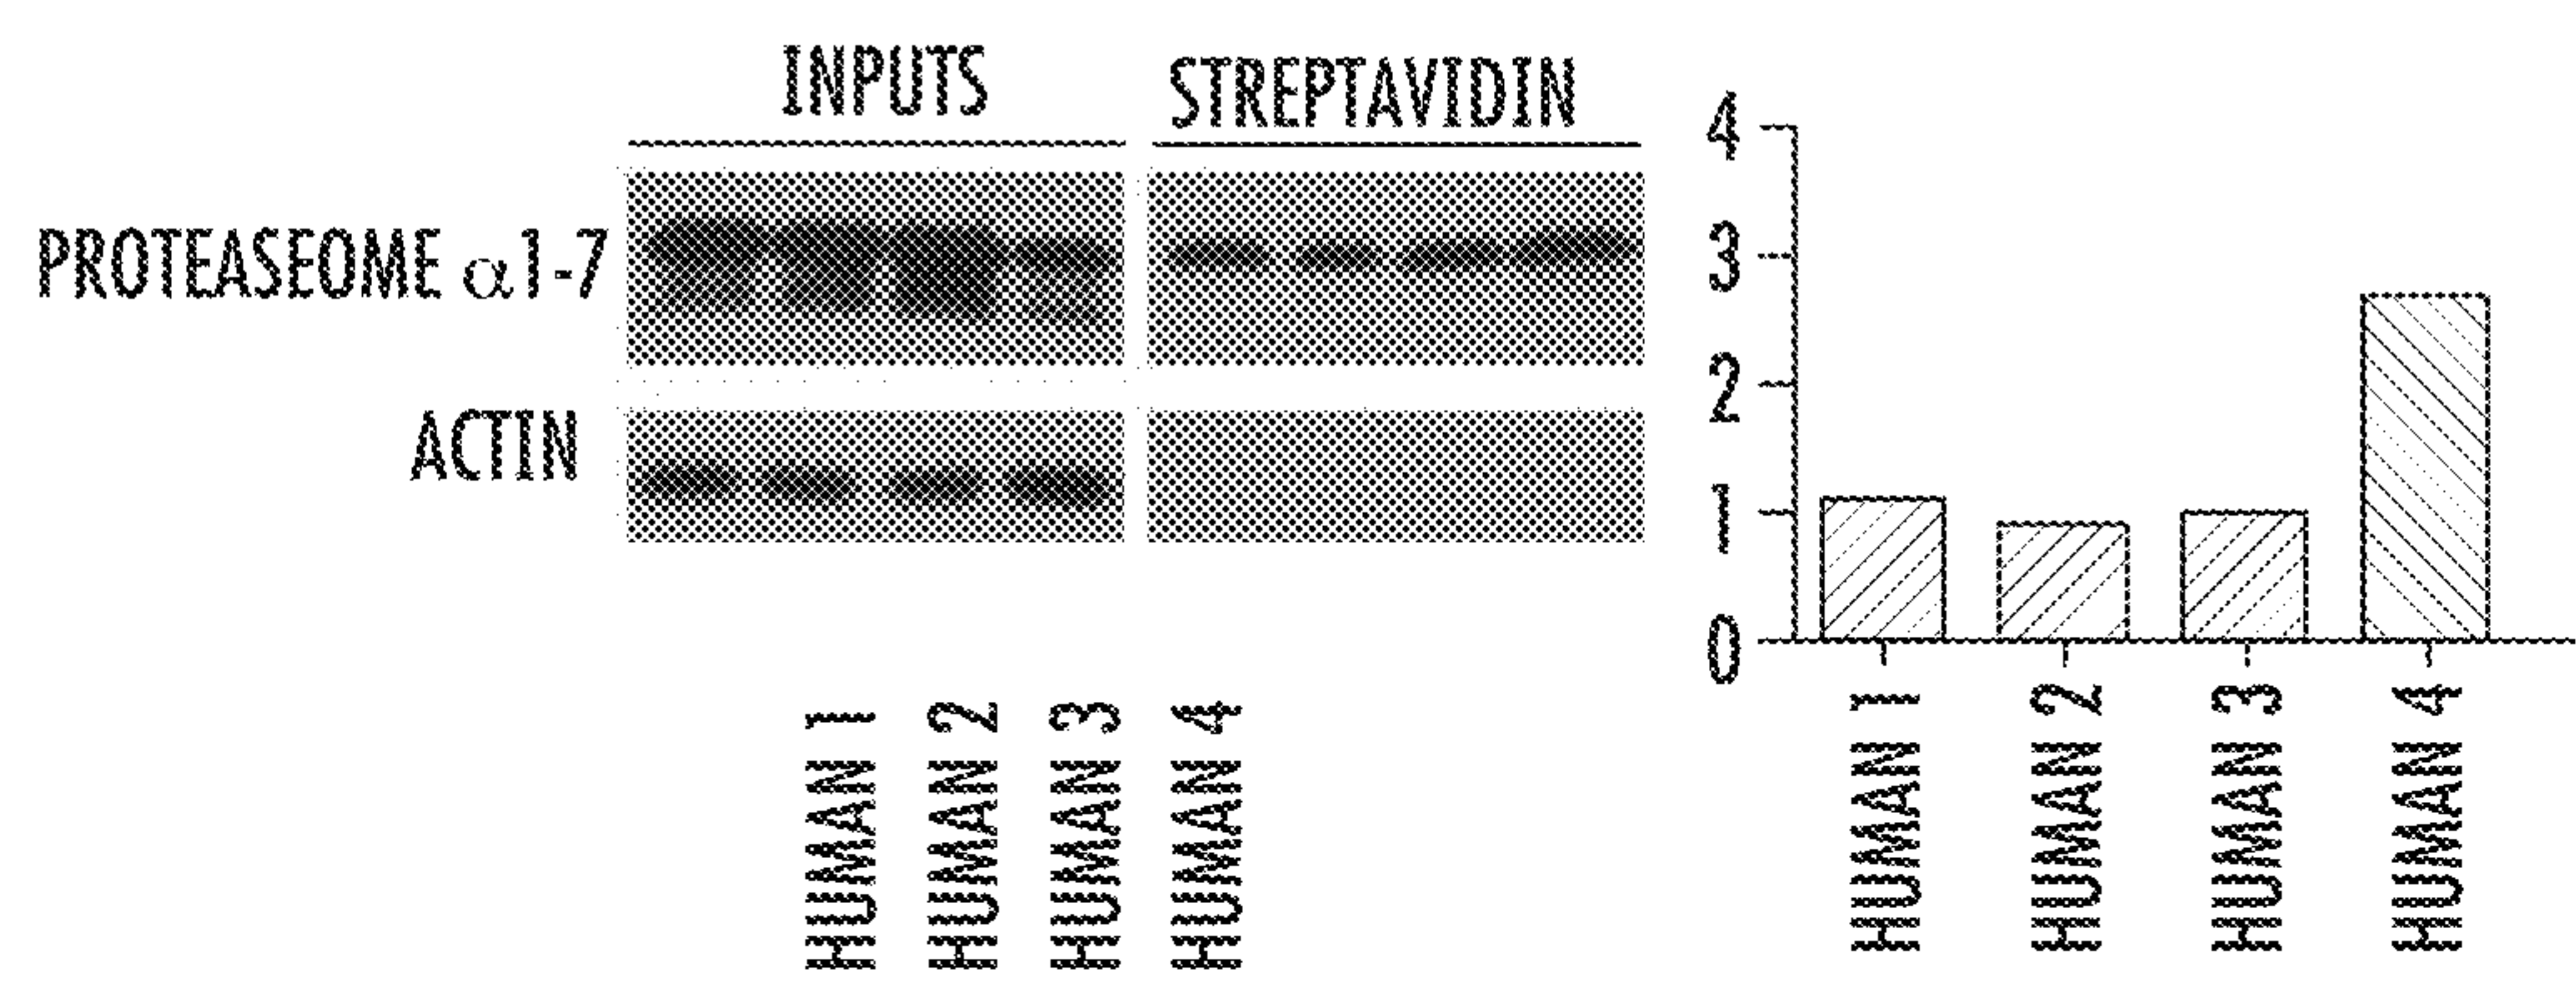 INPUTS
STREPTAVIDIN
PROTEASEOME α1-7
ACTIN
HUMAN 1
HUMAN 2
HUMAN 3
HUMAN 4
4
3
2
1
0
HUMAN 1
HUMAN 2
HUMAN 3
HUMAN 4